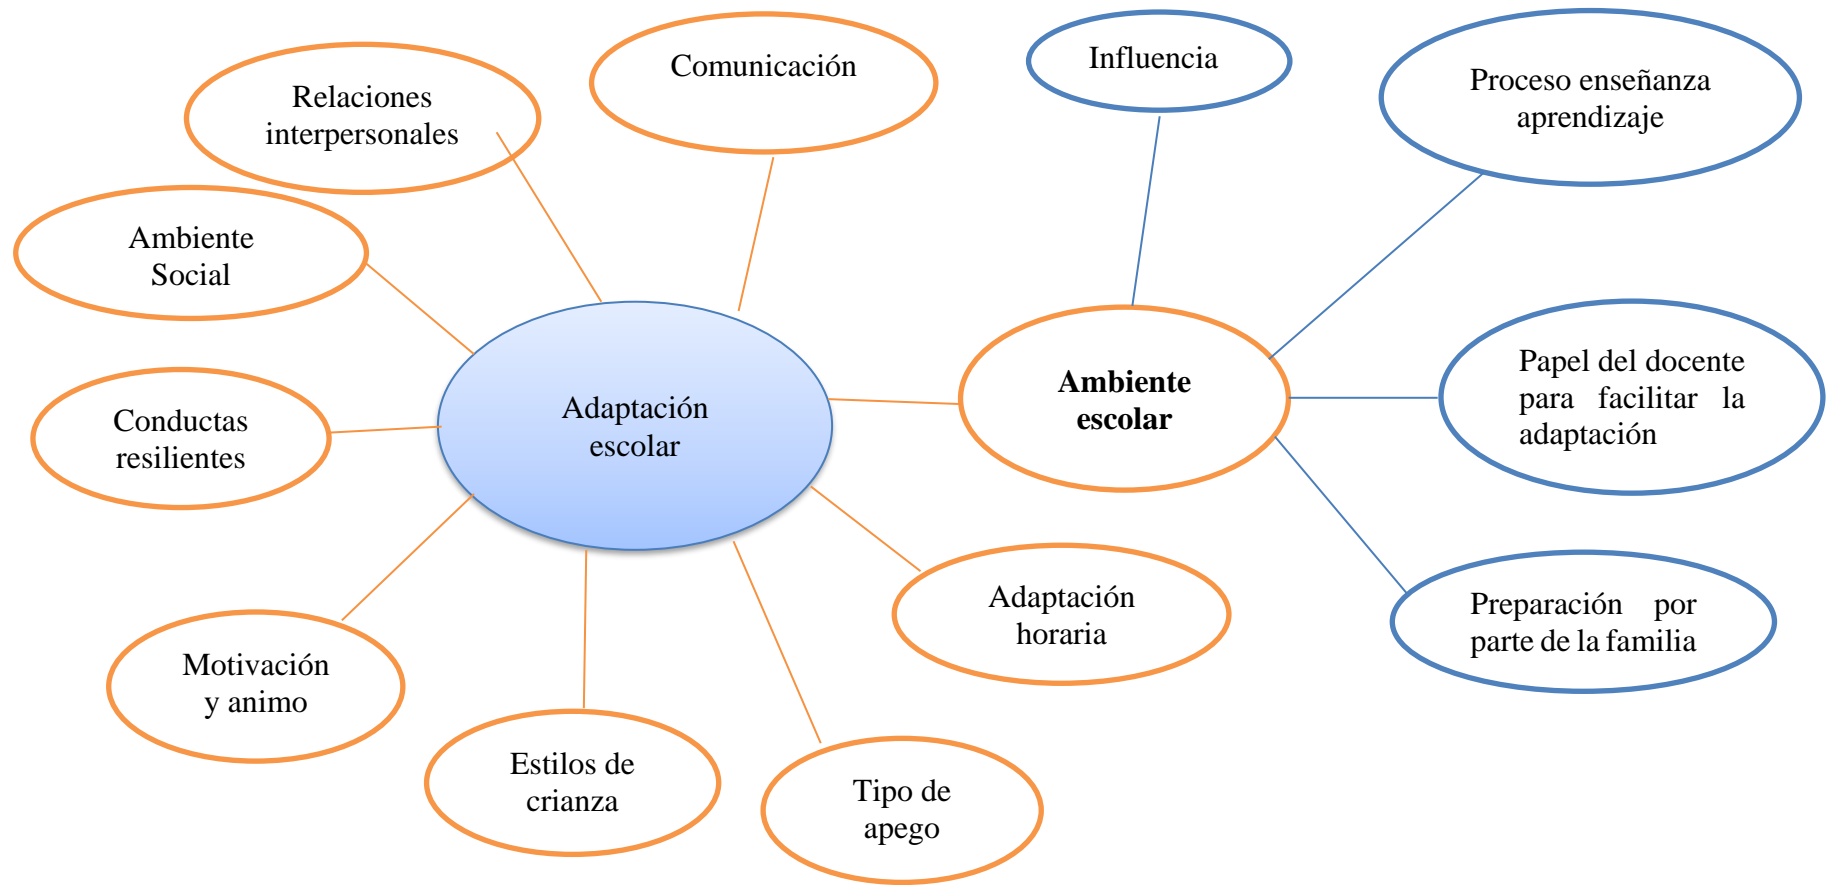 Comunicación
Influencia
Proceso enseñanza
aprendizaje
Relaciones
interpersonales
Ambiente
Social
Conductas
resilientes
Adaptación
escolar
Ambiente
escolar
Papel del docente
para facilitar la
adaptación
Adaptación
horaria
Preparación por
parte de la familia
Motivación
y animo
Estilos de
crianza
Tipo de
apego